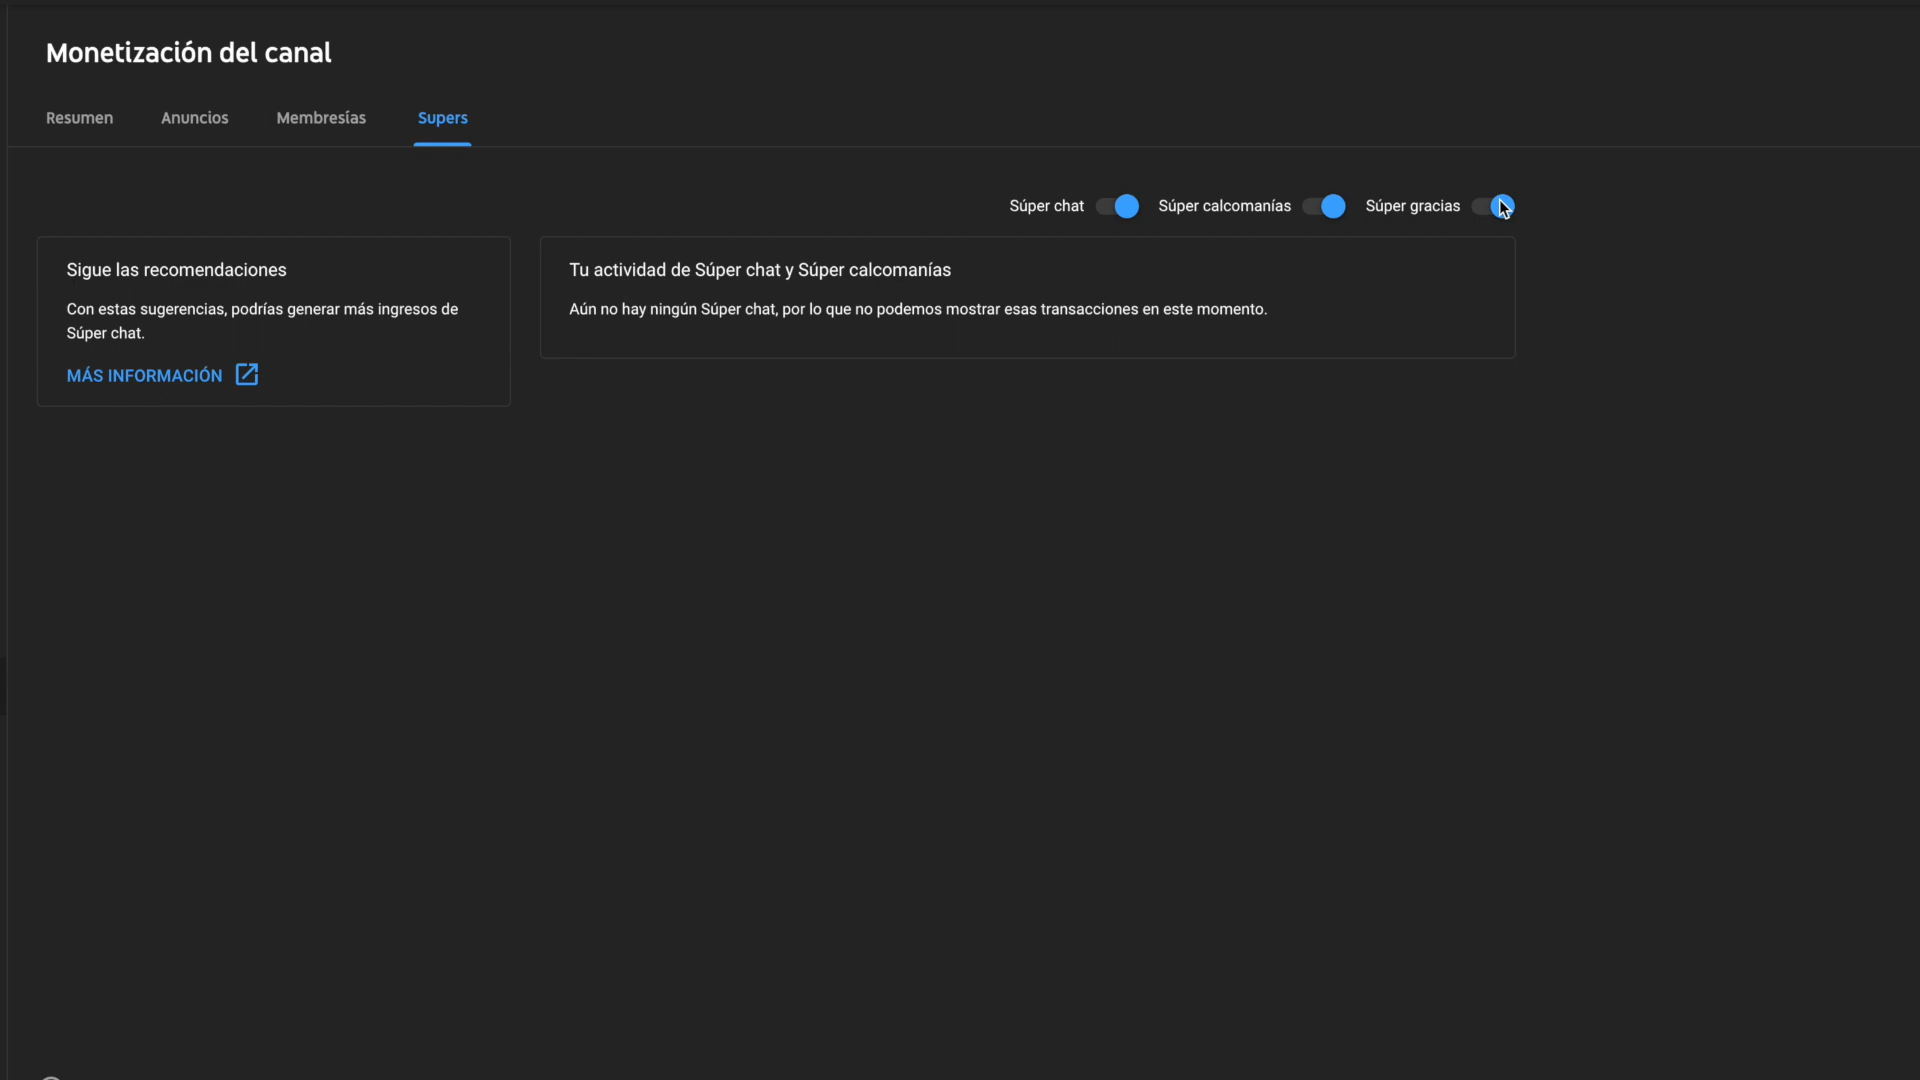 Monetización del canal
Resumen
Anuncios
Membresías
Supers
Súper chat
Súper calcomanías
Súper gracias
Sigue las recomendaciones
Con estas sugerencias, podrías generar más ingresos de
Súper chat.
MÁS INFORMACIÓN
Tu actividad de Súper chat y Súper calcomanías
Aún no hay ningún Súper chat, por lo que no podemos mostrar esas transacciones en este momento.